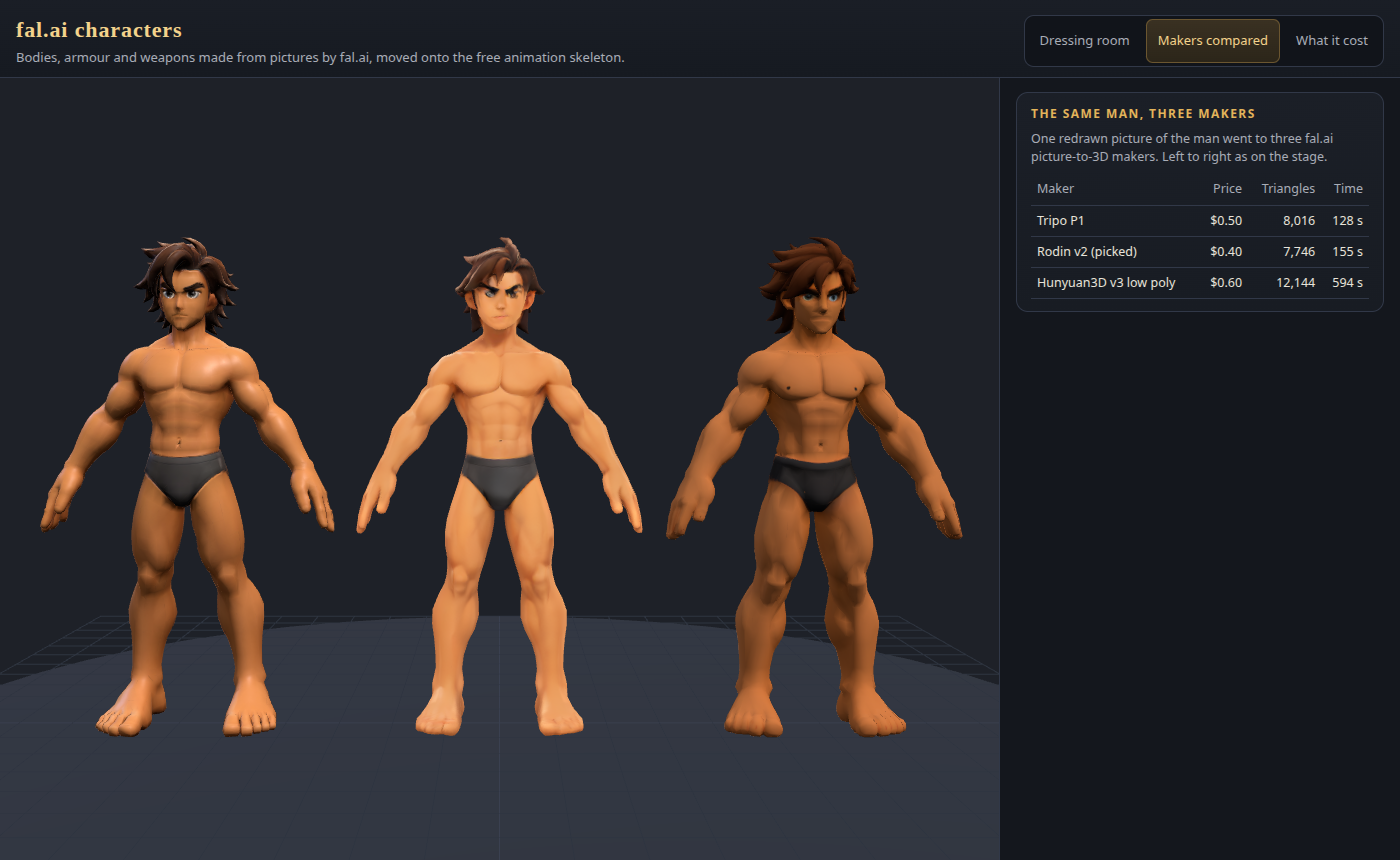 fal.ai characters
Bodies, armour and weapons made from pictures by fal.ai, moved onto the free animation skeleton.
Dressing room
Makers compared
What it cost
THE SAME MAN, THREE MAKERS
One redrawn picture of the man went to three fal.ai
picture-to-3D makers. Left to right as on the stage.
Maker Price Triangles Time
Tripo P1 $0.50 8,016 128 s
Rodin v2 (picked) $0.40 7,746 155 s
Hunyuan3D v3 low poly $0.60 12,144 594 s